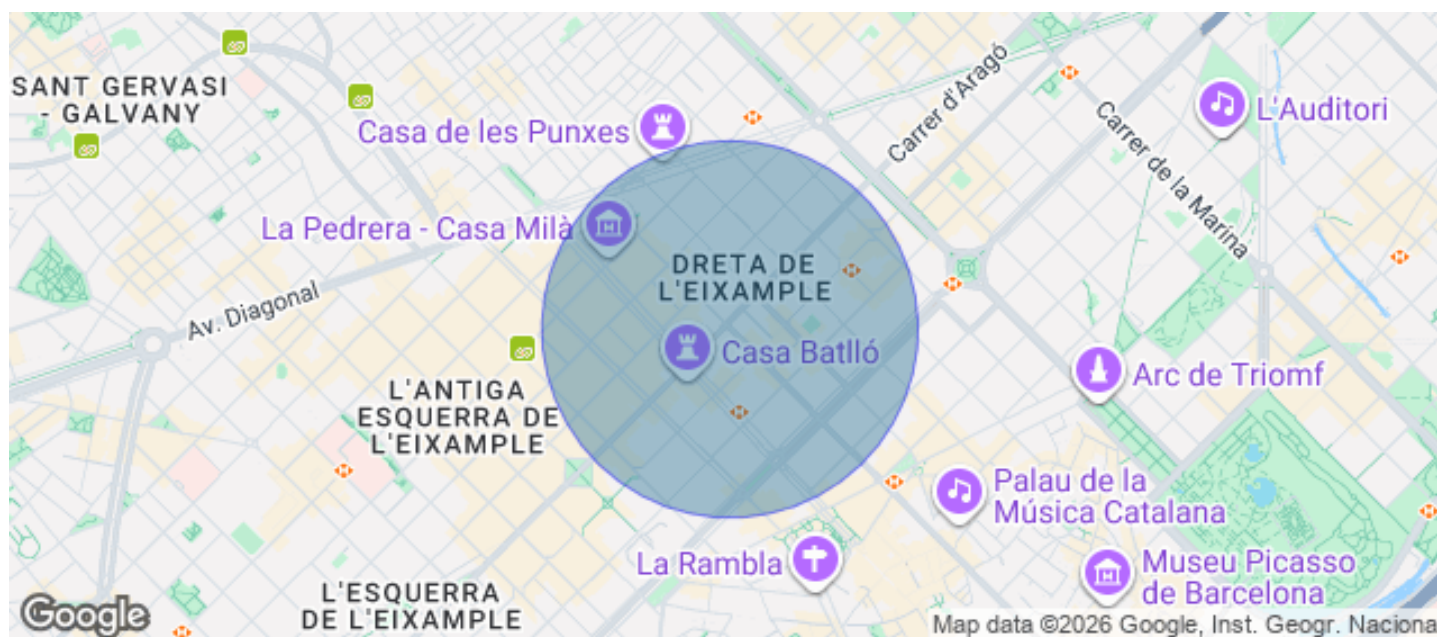 SANT GERVASI
- GALVANY
Casa de les Punxes
Carrer d'Aragó
L'Auditori
Carrer de la Marina
La Pedrera - Casa Milà
DRETA DE
L'EIXAMPLE
Av. Diagonal
Casa Batlló
Arc de Triomf
L'ANTIGA
ESQUERRA DE
L'EIXAMPLE
Palau de la
Música Catalana
La Rambla
Museu Picasso
de Barcelona
L'ESQUERRA
DE L'EIXAMPLE
Google
Map data ©2026 Google, Inst. Geogr. Naciona